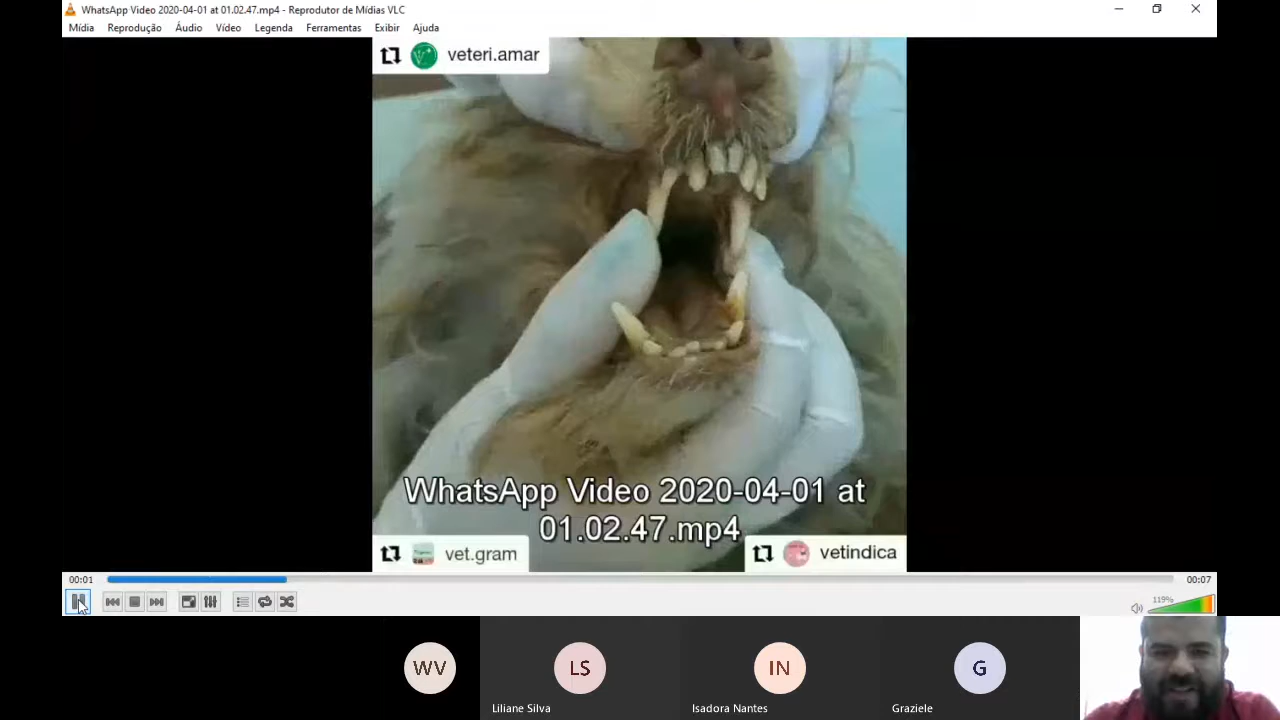 WhatsApp Video 2020-04-01 at 01.02.47.mp4 - Reprodutor de Mídias VLC
Mídia Reprodução Áudio Vídeo Legenda Ferramentas Exibir Ajuda
veteri.amar
WhatsApp Video 2020-04-01 at
01.02.47.mp4
vet.gram
vetindica
00:01
00:07
119%
WV
LS
IN
G
Liliane Silva
Isadora Nantes
Graziele